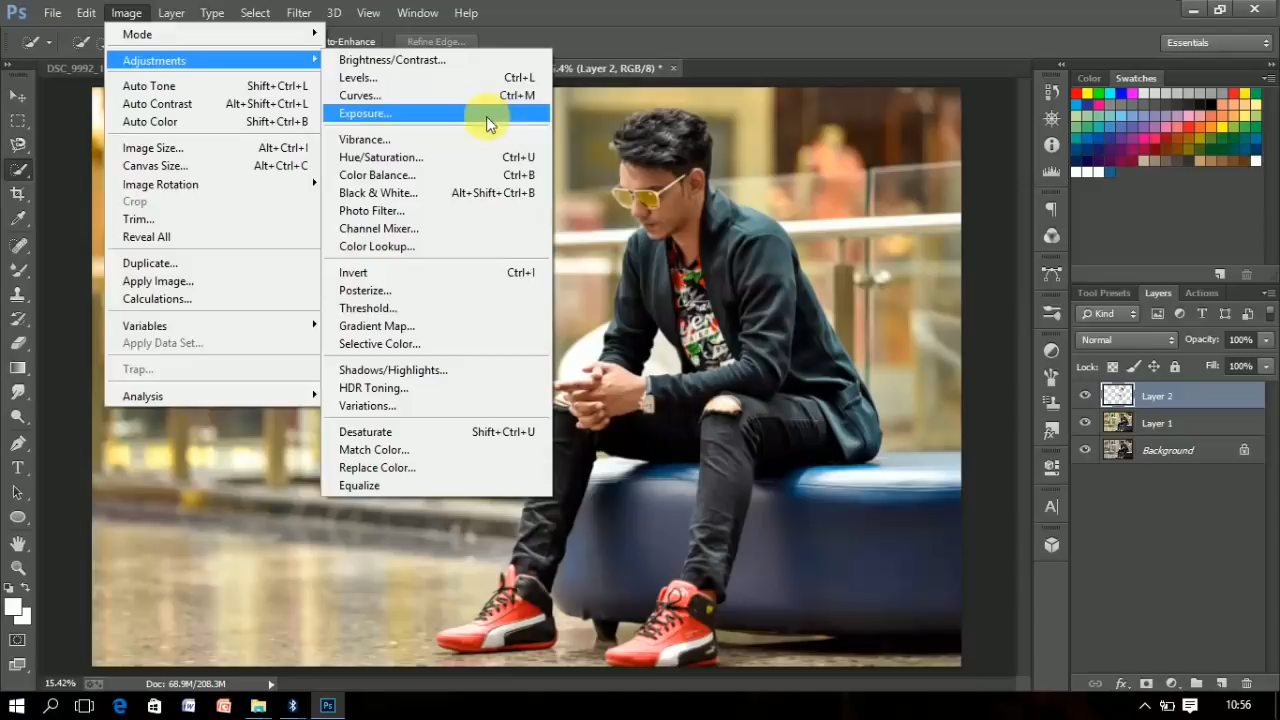 Ps File Edit Image Layer Type Select Filter 3D View Window Help
to-Enhance Refine Edge... Essentials
DSC_9992_1 5.4% (Layer 2, RGB/8) * ×
Mode
Adjustments
Auto Tone Shift+Ctrl+L
Auto Contrast Alt+Shift+Ctrl+L
Auto Color Shift+Ctrl+B
Image Size... Alt+Ctrl+I
Canvas Size... Alt+Ctrl+C
Image Rotation
Crop
Trim...
Reveal All
Duplicate...
Apply Image...
Calculations...
Variables
Apply Data Set...
Trap...
Analysis
Brightness/Contrast...
Levels... Ctrl+L
Curves... Ctrl+M
Exposure...
Vibrance...
Hue/Saturation... Ctrl+U
Color Balance... Ctrl+B
Black & White... Alt+Shift+Ctrl+B
Photo Filter...
Channel Mixer...
Color Lookup...
Invert Ctrl+I
Posterize...
Threshold...
Gradient Map...
Selective Color...
Shadows/Highlights...
HDR Toning...
Variations...
Desaturate Shift+Ctrl+U
Match Color...
Replace Color...
Equalize
Color Swatches
Tool Presets Layers Actions
Kind
Normal Opacity: 100%
Lock: Fill: 100%
Layer 2
Layer 1
Background
15.42% Doc: 68.9M/208.3M
10:56